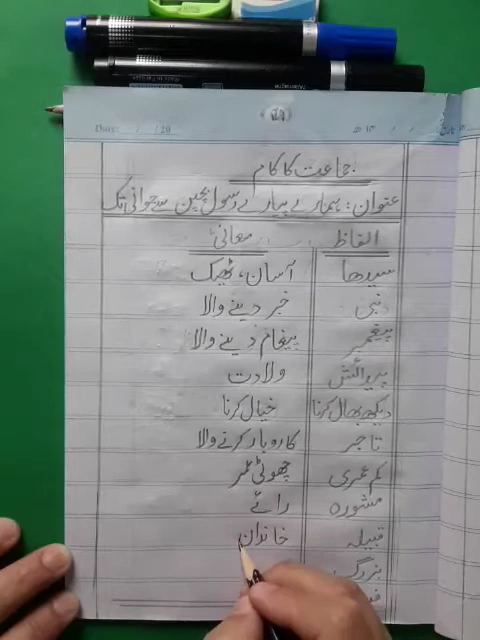 Date: / /20
جماعت کا کام
عنوان: ہمارے پیارے رسول بچپن سے جوانی تک
الفاظ معانی
سیدھا آسان، ٹھیک
نبی خبر دینے والا
پیغمبر پیغام دینے والا
پیدائش ولادت
دیکھ بھال کرنا خیال کرنا
تاجر کاروبار کرنے والا
کم عمری چھوٹی عمر
مشورہ رائے
قبیلہ خاندان
بزرگ